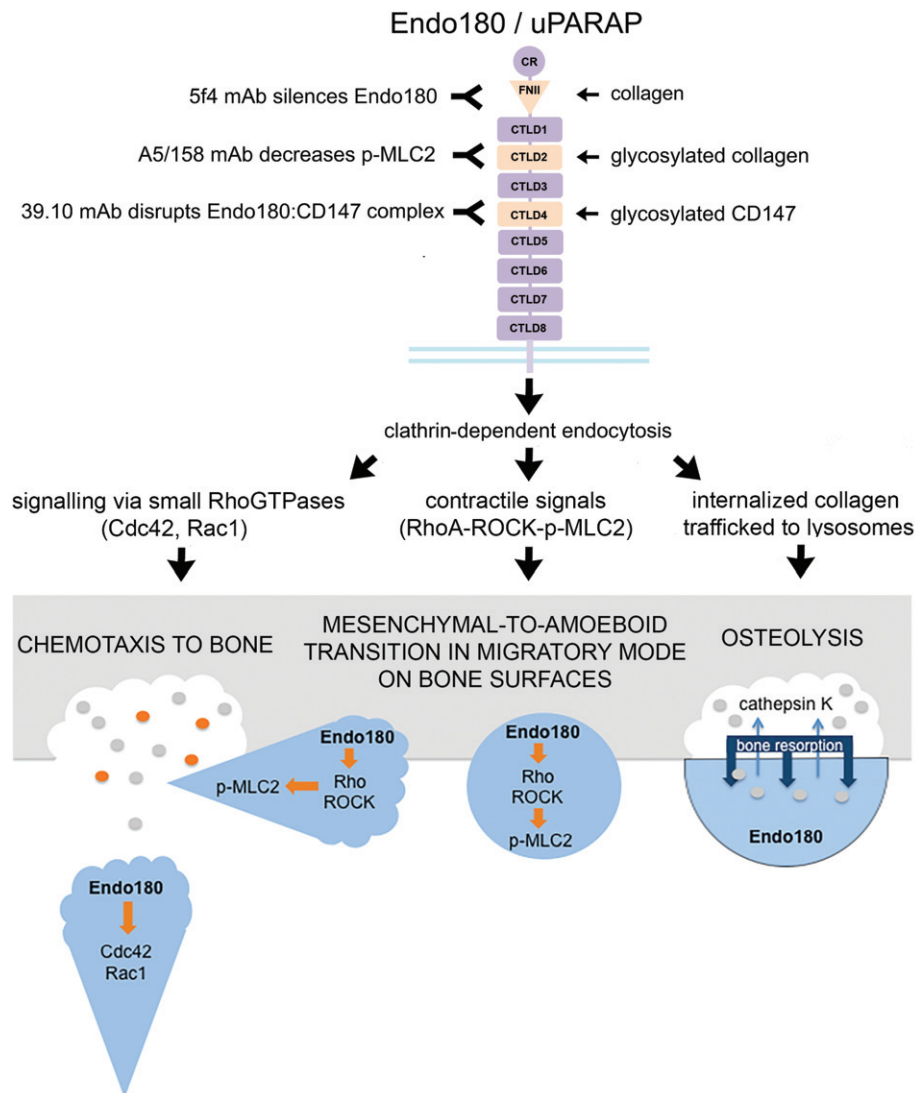 Endo180 / uPARAP
CR
5f4 mAb silences Endo180
FNII
collagen
CTLD1
A5/158 mAb decreases p-MLC2
CTLD2
glycosylated collagen
CTLD3
39.10 mAb disrupts Endo180:CD147 complex
CTLD4
glycosylated CD147
CTLD5
CTLD6
CTLD7
CTLD8
clathrin-dependent endocytosis
signalling via small RhoGTPases
(Cdc42, Rac1)
contractile signals
(RhoA-ROCK-p-MLC2)
internalized collagen
trafficked to lysosomes
CHEMOTAXIS TO BONE
MESENCHYMAL-TO-AMOEBOID
TRANSITION IN MIGRATORY MODE
ON BONE SURFACES
OSTEOLYSIS
Endo180
p-MLC2
Rho
ROCK
Endo180
Cdc42
Rac1
Endo180
Rho
ROCK
p-MLC2
cathepsin K
bone resorption
Endo180